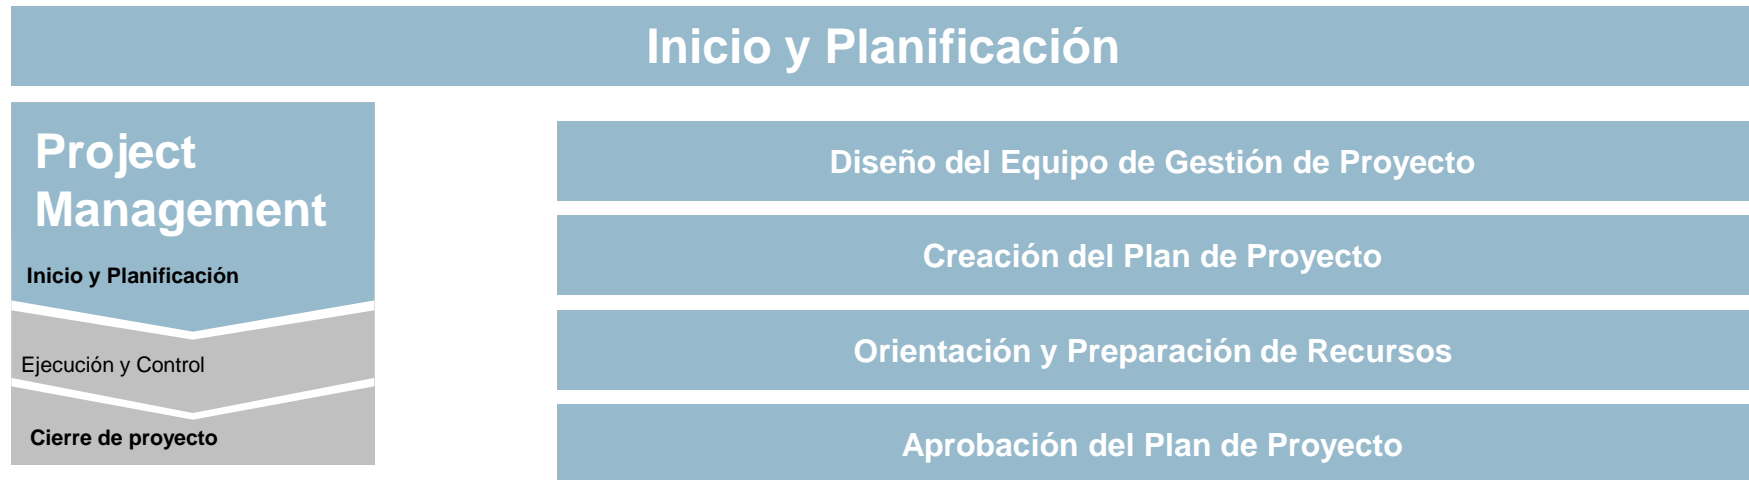 Inicio y Planificación
Project
Management
Inicio y Planificación
Ejecución y Control
Cierre de proyecto
Diseño del Equipo de Gestión de Proyecto
Creación del Plan de Proyecto
Orientación y Preparación de Recursos
Aprobación del Plan de Proyecto